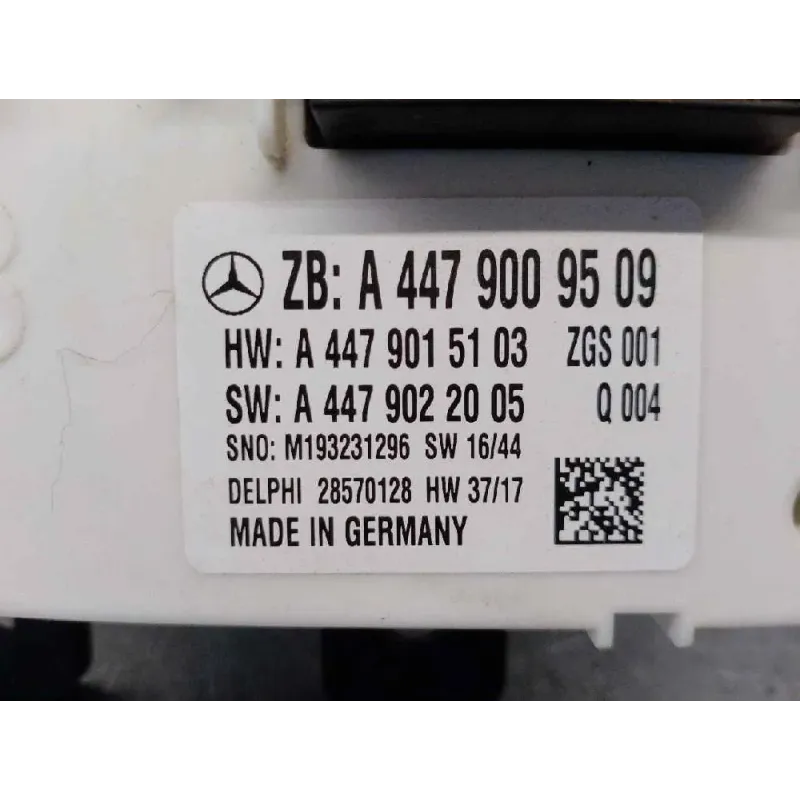 ZB: A 447 900 95 09
HW: A 447 901 51 03 ZGS 001
SW: A 447 902 20 05 Q 004
SNO: M193231296 SW 16/44
DELPHI 28570128 HW 37/17
MADE IN GERMANY